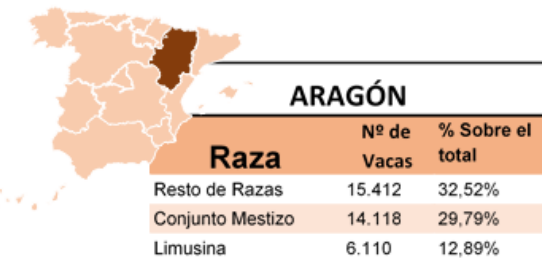 ARAGÓN
Raza Nº de Vacas % Sobre el total
Resto de Razas 15.412 32,52%
Conjunto Mestizo 14.118 29,79%
Limusina 6.110 12,89%